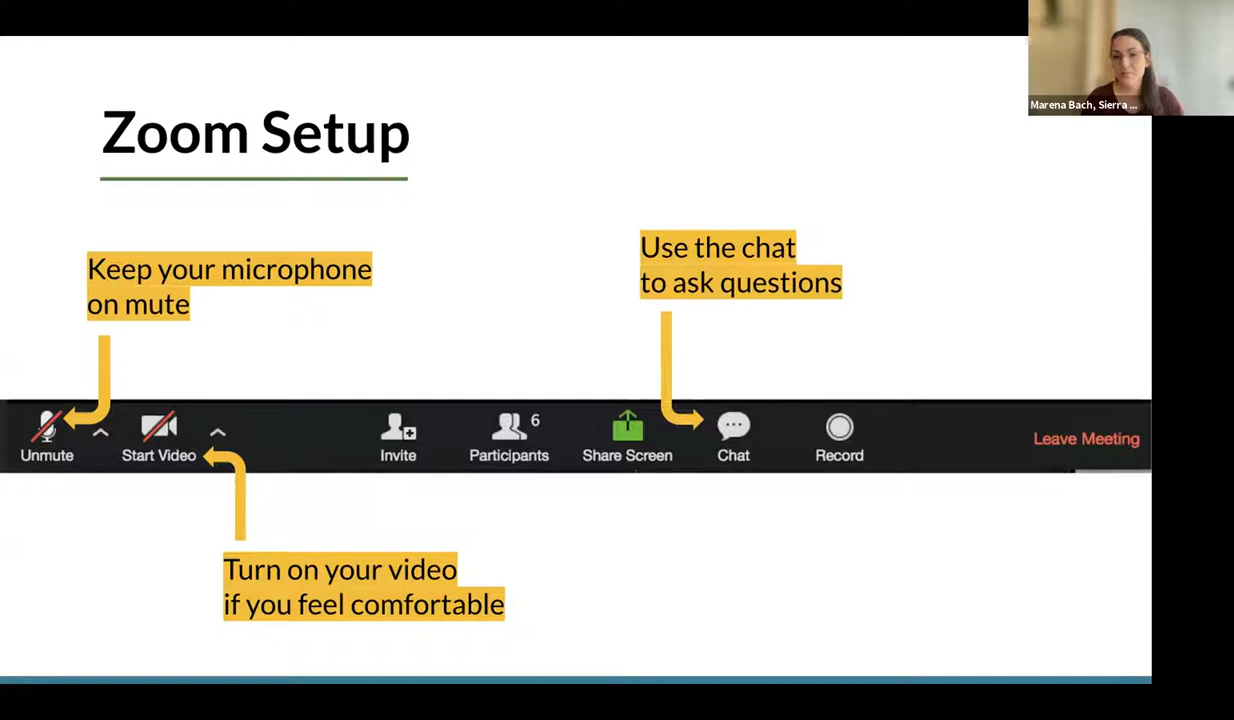 Marena Bach, Sierra ...
Zoom Setup
Keep your microphone
on mute
Use the chat
to ask questions
Unmute
Start Video
Invite
6
Participants
Share Screen
Chat
Record
Leave Meeting
Turn on your video
if you feel comfortable